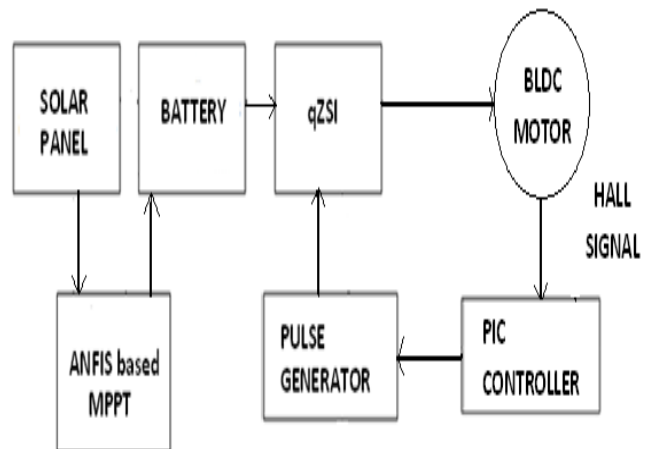 SOLAR
PANEL
BATTERY
qZSI
BLDC
MOTOR
HALL
SIGNAL
ANFIS based
MPPT
PULSE
GENERATOR
PIC
CONTROLLER